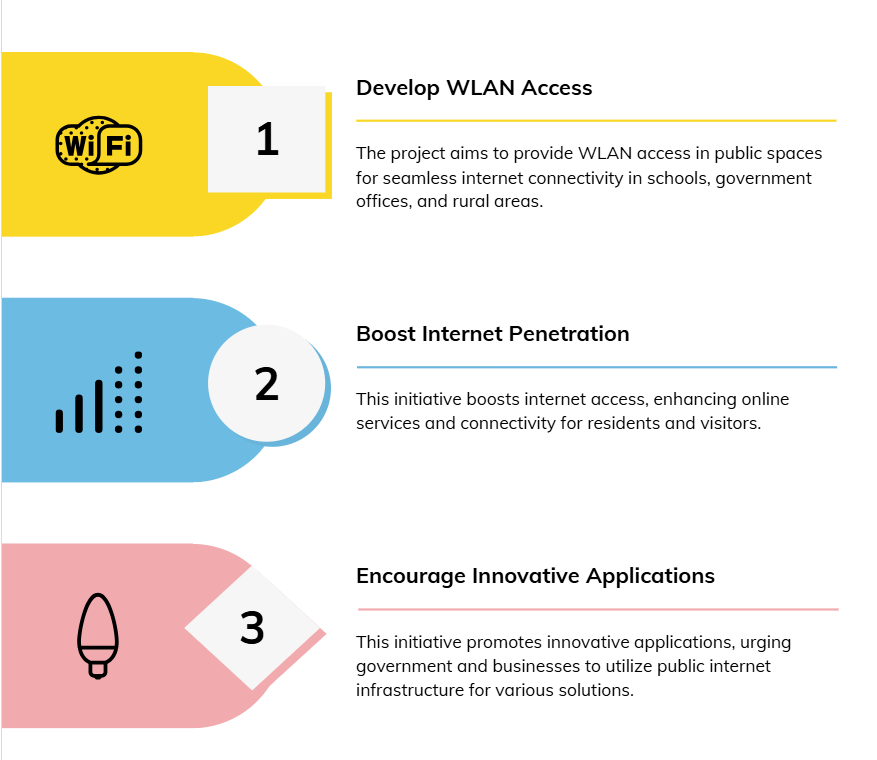 Wi Fi
1
Develop WLAN Access
The project aims to provide WLAN access in public spaces
for seamless internet connectivity in schools, government
offices, and rural areas.
2
Boost Internet Penetration
This initiative boosts internet access, enhancing online
services and connectivity for residents and visitors.
3
Encourage Innovative Applications
This initiative promotes innovative applications, urging
government and businesses to utilize public internet
infrastructure for various solutions.